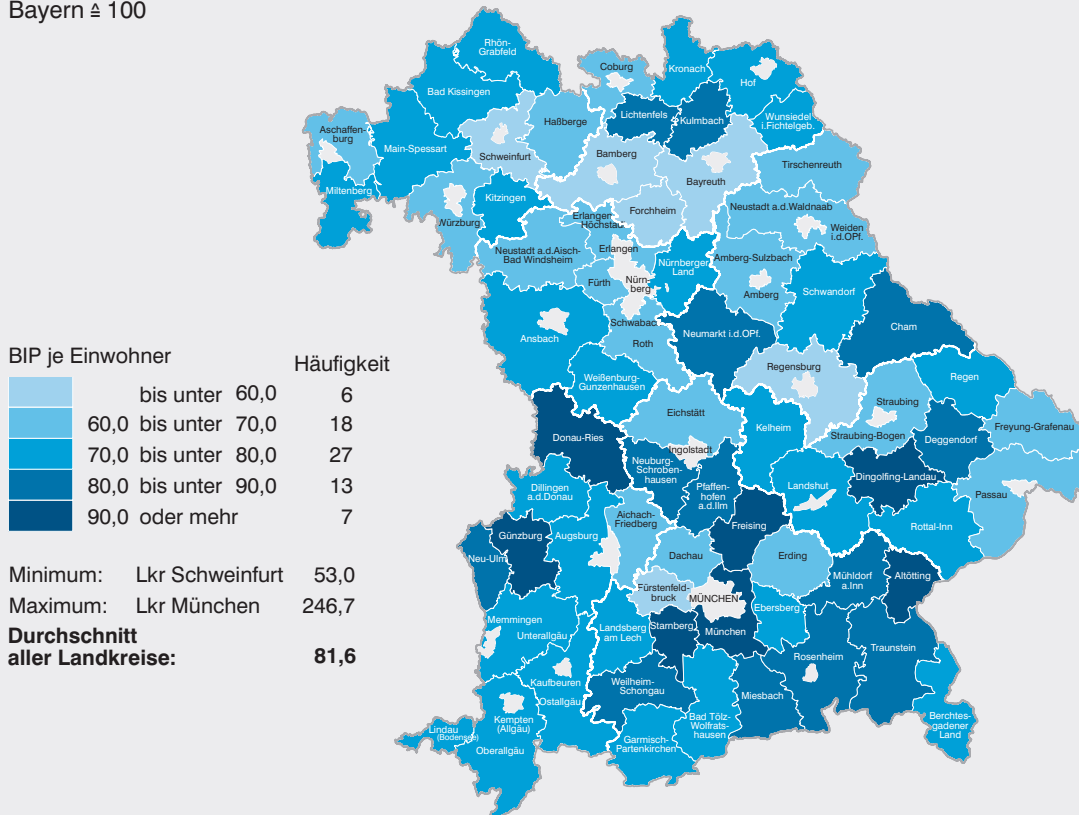 Bayern ≙ 100
BIP je Einwohner
Häufigkeit
bis unter 60,0 6
60,0 bis unter 70,0 18
70,0 bis unter 80,0 27
80,0 bis unter 90,0 13
90,0 oder mehr 7
Minimum: Lkr Schweinfurt 53,0
Maximum: Lkr München 246,7
Durchschnitt
aller Landkreise: 81,6
Rhön-
Grabfeld
Bad Kissingen
Coburg
Kronach
Hof
Lichtenfels
Kulmbach
Wunsiedel
i.Fichtelgeb.
Haßberge
Aschaffen-
burg
Main-Spessart
Schweinfurt
Bamberg
Bayreuth
Tirschenreuth
Miltenberg
Kitzingen
Würzburg
Forchheim
Neustadt a.d.Waldnaab
Weiden
i.d.OPf.
Erlangen-
Höchstadt
Erlangen
Neustadt a.d.Aisch-
Bad Windsheim
Fürth
Nürn-
berg
Nürnberger
Land
Amberg-Sulzbach
Amberg
Schwandorf
Ansbach
Schwabach
Roth
Neumarkt i.d.OPf.
Cham
Weißenburg-
Gunzenhausen
Regensburg
Regen
Eichstätt
Straubing
Straubing-Bogen
Freyung-Grafenau
Donau-Ries
Ingolstadt
Kelheim
Deggendorf
Neuburg-
Schroben-
hausen
Pfaffen-
hofen
a.d.Ilm
Dingolfing-Landau
Passau
Dillingen
a.d.Donau
Landshut
Rottal-Inn
Aichach-
Friedberg
Freising
Günzburg
Augsburg
Neu-Ulm
Dachau
Erding
Mühldorf
a.Inn
Altötting
Fürstenfeld-
bruck
MÜNCHEN
Ebersberg
Memmingen
Unterallgäu
Landsberg
am Lech
Starnberg
München
Rosenheim
Traunstein
Kaufbeuren
Ostallgäu
Weilheim-
Schongau
Miesbach
Bad Tölz-
Wolfrats-
hausen
Kempten
(Allgäu)
Lindau
(Bodensee)
Oberallgäu
Garmisch-
Partenkirchen
Berchtes-
gadener
Land